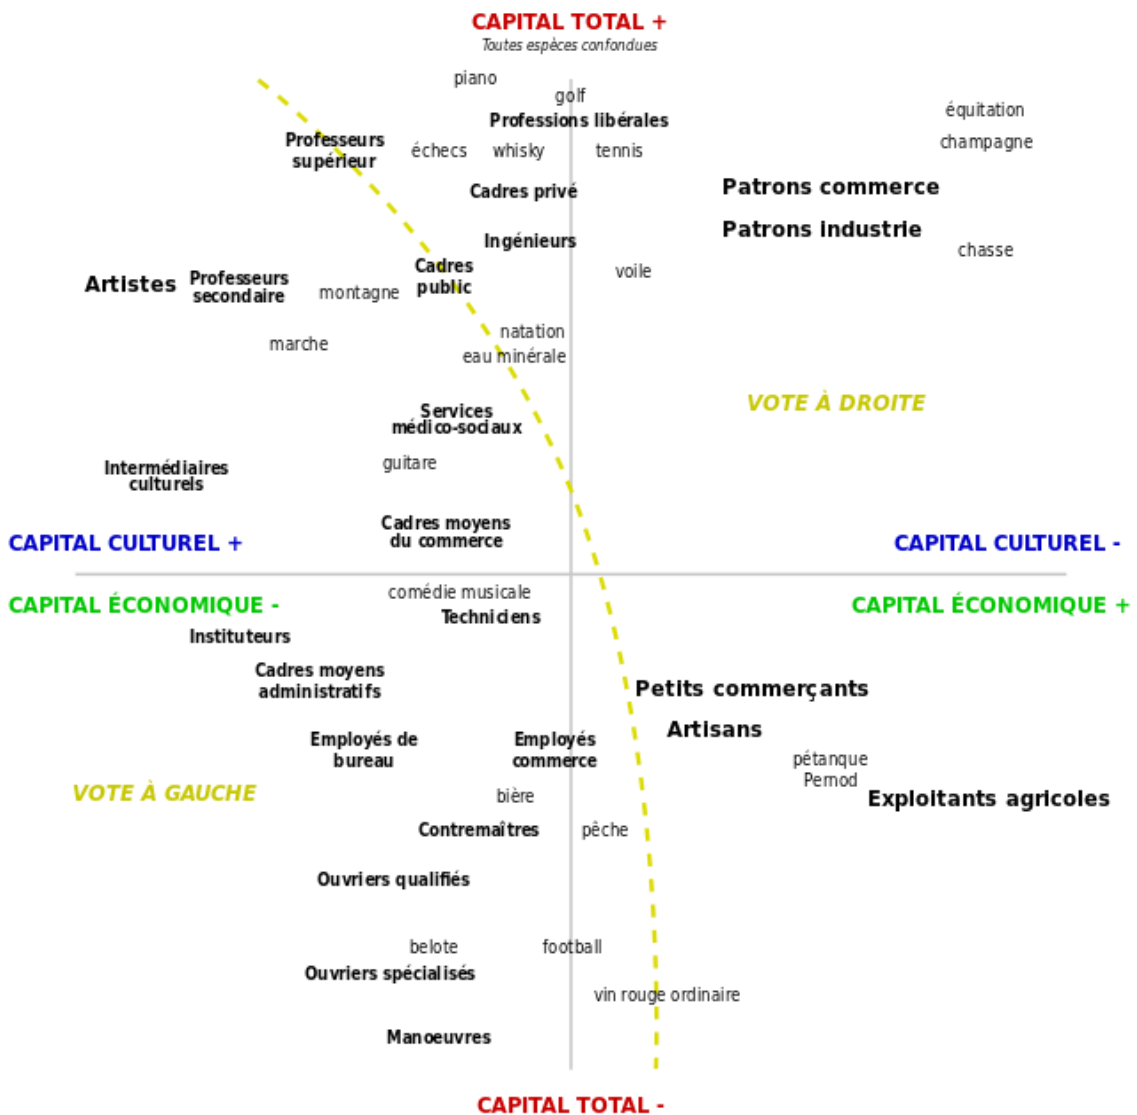 CAPITAL TOTAL +
Toutes espèces confondues
piano
golf
équitation
Professions libérales
Professeurs
supérieur
échecs
whisky
tennis
champagne
Cadres privé
Patrons commerce
Patrons industrie
Ingénieurs
chasse
Cadres
public
voile
Artistes
Professeurs
secondaire
montagne
natation
marche
eau minérale
VOTE À DROITE
Services
médico-sociaux
guitare
Intermédiaires
culturels
Cadres moyens
du commerce
CAPITAL CULTUREL +
CAPITAL CULTUREL -
CAPITAL ÉCONOMIQUE -
CAPITAL ÉCONOMIQUE +
comédie musicale
Techniciens
Instituteurs
Cadres moyens
administratifs
Petits commerçants
Artisans
Employés de
bureau
Employés
commerce
pétanque
Pernod
VOTE À GAUCHE
bière
Exploitants agricoles
Contremaîtres
pêche
Ouvriers qualifiés
belote
football
Ouvriers spécialisés
vin rouge ordinaire
Manoeuvres
CAPITAL TOTAL -